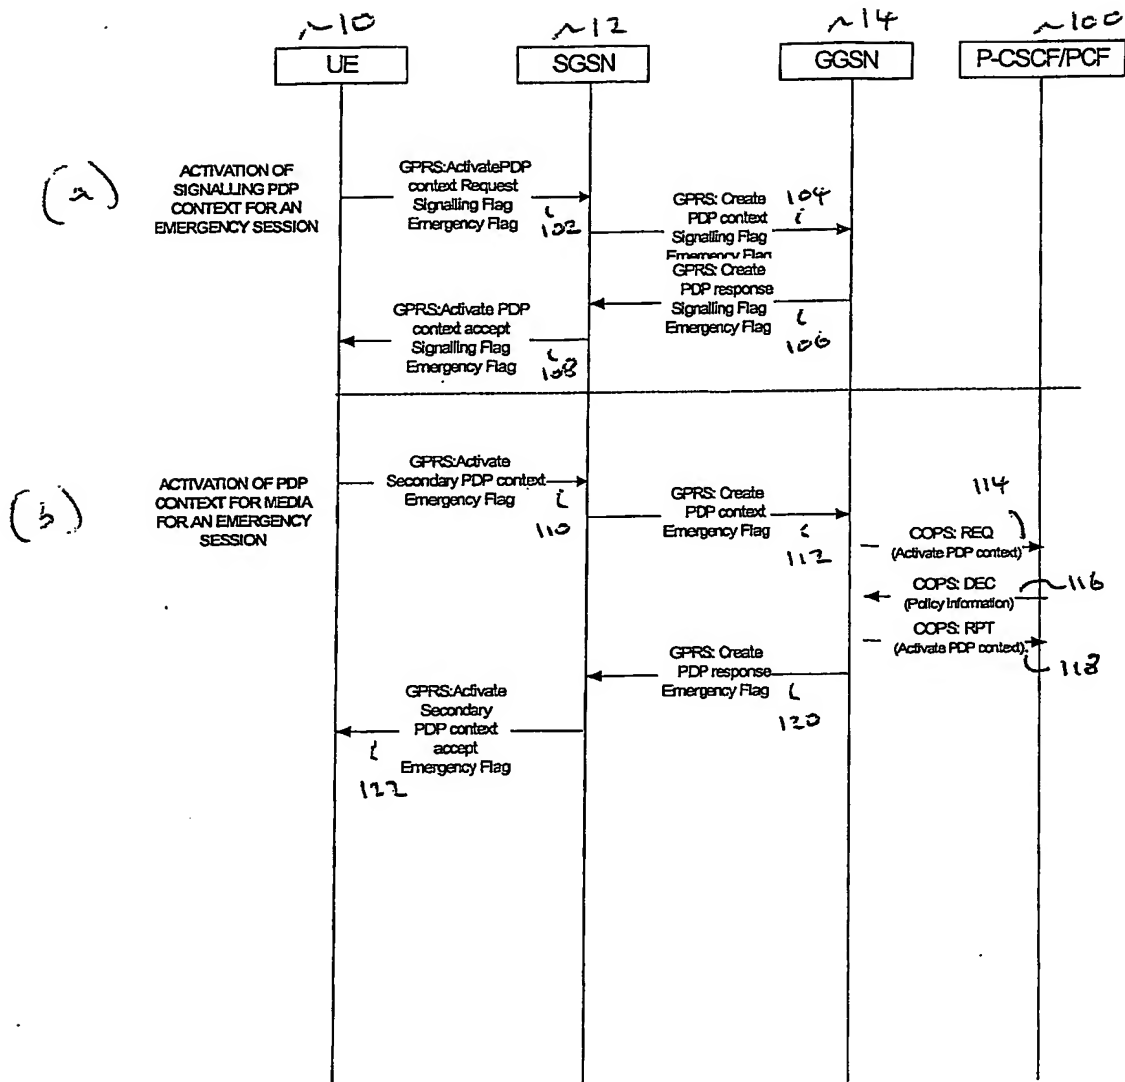 ~10
~12
~14
~100
UE
SGSN
GGSN
P-CSCF/PCF
(a)
ACTIVATION OF
SIGNALLING PDP
CONTEXT FOR AN
EMERGENCY SESSION
GPRS:ActivatePDP
context Request
Signalling Flag
Emergency Flag
102
GPRS: Create
PDP context
Signalling Flag
Emergency Flag
104
GPRS: Create
PDP response
Signalling Flag
Emergency Flag
106
GPRS:Activate PDP
context accept
Signalling Flag
Emergency Flag
108
(b)
ACTIVATION OF PDP
CONTEXT FOR MEDIA
FOR AN EMERGENCY
SESSION
GPRS:Activate
Secondary PDP context
Emergency Flag
110
GPRS: Create
PDP context
Emergency Flag
112
114
COPS: REQ
(Activate PDP context)
COPS: DEC
(Policy Information)
116
COPS: RPT
(Activate PDP context)
118
GPRS: Create
PDP response
Emergency Flag
120
GPRS:Activate
Secondary
PDP context
accept
Emergency Flag
122